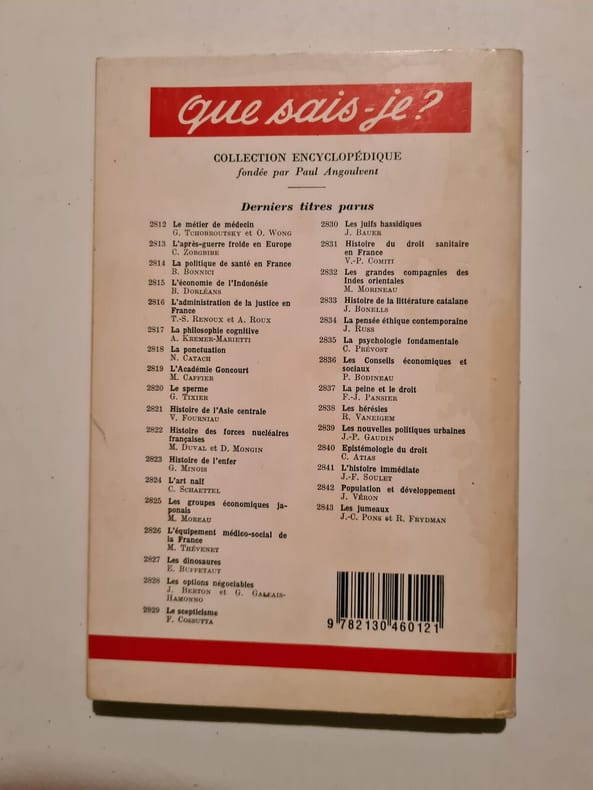 que sais-je?
COLLECTION ENCYCLOPÉDIQUE
fondée par Paul Angoulvent
Derniers titres parus
2812 Le métier de médecin
G. Tchobroutsky et O. Wong
2813 L'après-guerre froide en Europe
C. Zorgbibe
2814 La politique de santé en France
B. Bonnici
2815 L'économie de l'Indonésie
B. Dorléans
2816 L'administration de la justice en
France
T.-S. Renoux et A. Roux
2817 La philosophie cognitive
A. Kremer-Marietti
2818 La ponctuation
N. Catach
2819 L'Académie Goncourt
M. Caffier
2820 Le sperme
G. Tixier
2821 Histoire de l'Asie centrale
V. Fourniau
2822 Histoire des forces nucléaires
françaises
M. Duval et D. Mongin
2823 Histoire de l'enfer
G. Minois
2824 L'art naïf
C. Schaettel
2825 Les groupes économiques ja-
ponais
M. Moreau
2826 L'équipement médico-social de
la France
M. Thévenet
2827 Les dinosaures
E. Buffetaut
2828 Les options négociables
J. Berton et G. Gallais-
Hamonno
2829 Le scepticisme
F. Cossutta
2830 Les juifs hassidiques
J. Bauer
2831 Histoire du droit sanitaire
en France
V.-P. Comiti
2832 Les grandes compagnies des
Indes orientales
M. Morineau
2833 Histoire de la littérature catalane
J. Bonells
2834 La pensée éthique contemporaine
J. Russ
2835 La psychologie fondamentale
C. Prévost
2836 Les Conseils économiques et
sociaux
P. Bodineau
2837 La peine et le droit
F.-J. Pansier
2838 Les hérésies
R. Vaneigem
2839 Les nouvelles politiques urbaines
J.-P. Gaudin
2840 Epistémologie du droit
C. Atias
2841 L'histoire immédiate
J.-F. Soulet
2842 Population et développement
J. Véron
2843 Les jumeaux
J.-C. Pons et R. Frydman
9 782130 460121